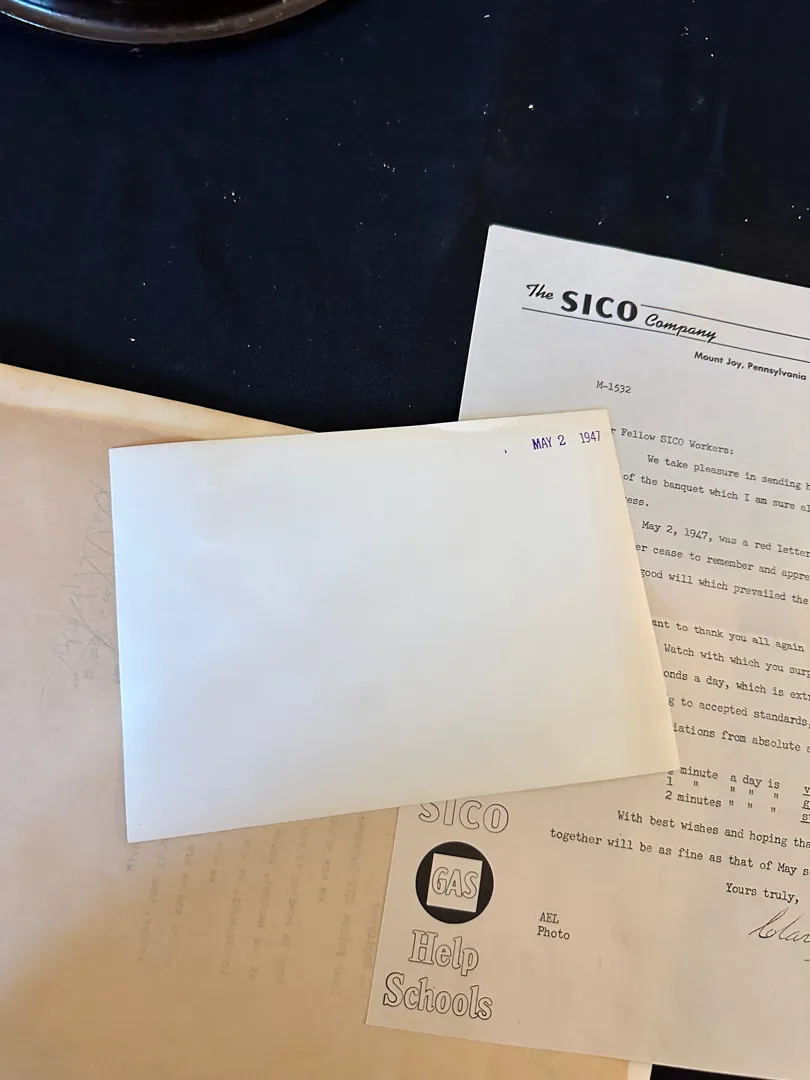 The SICO Company
Mount Joy, Pennsylvania
M-1532
MAY 2 1947
r Fellow SICO Workers:
We take pleasure in sending h
of the banquet which I am sure al
ess.
May 2, 1947, was a red letter
er cease to remember and appre
good will which prevailed the
ant to thank you all again
Watch with which you surp
onds a day, which is extr
g to accepted standards,
iations from absolute a
minute a day is v
1 " " " " g
2 minutes " " " s
With best wishes and hoping tha
together will be as fine as that of May s
Yours truly,
SICO
GAS
Help
Schools
AEL
Photo